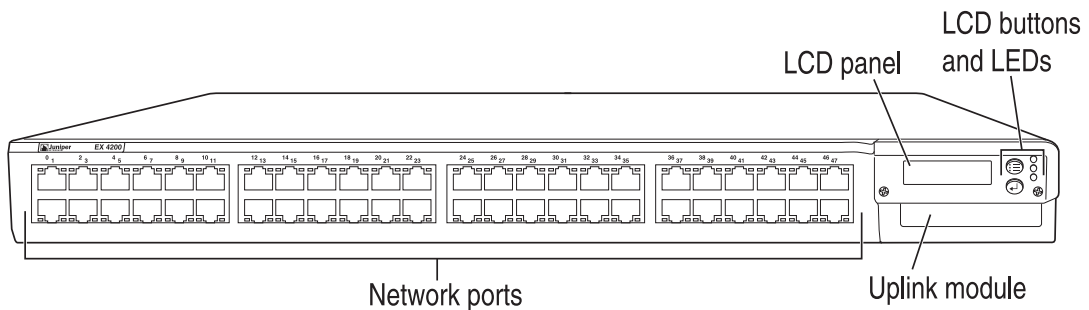 LCD buttons
and LEDs
LCD panel
Juniper EX 4200
0 1 2 3 4 5 6 7 8 9 10 11 12 13 14 15 16 17 18 19 20 21 22 23 24 25 26 27 28 29 30 31 32 33 34 35 36 37 38 39 40 41 42 43 44 45 46 47
Network ports
Uplink module